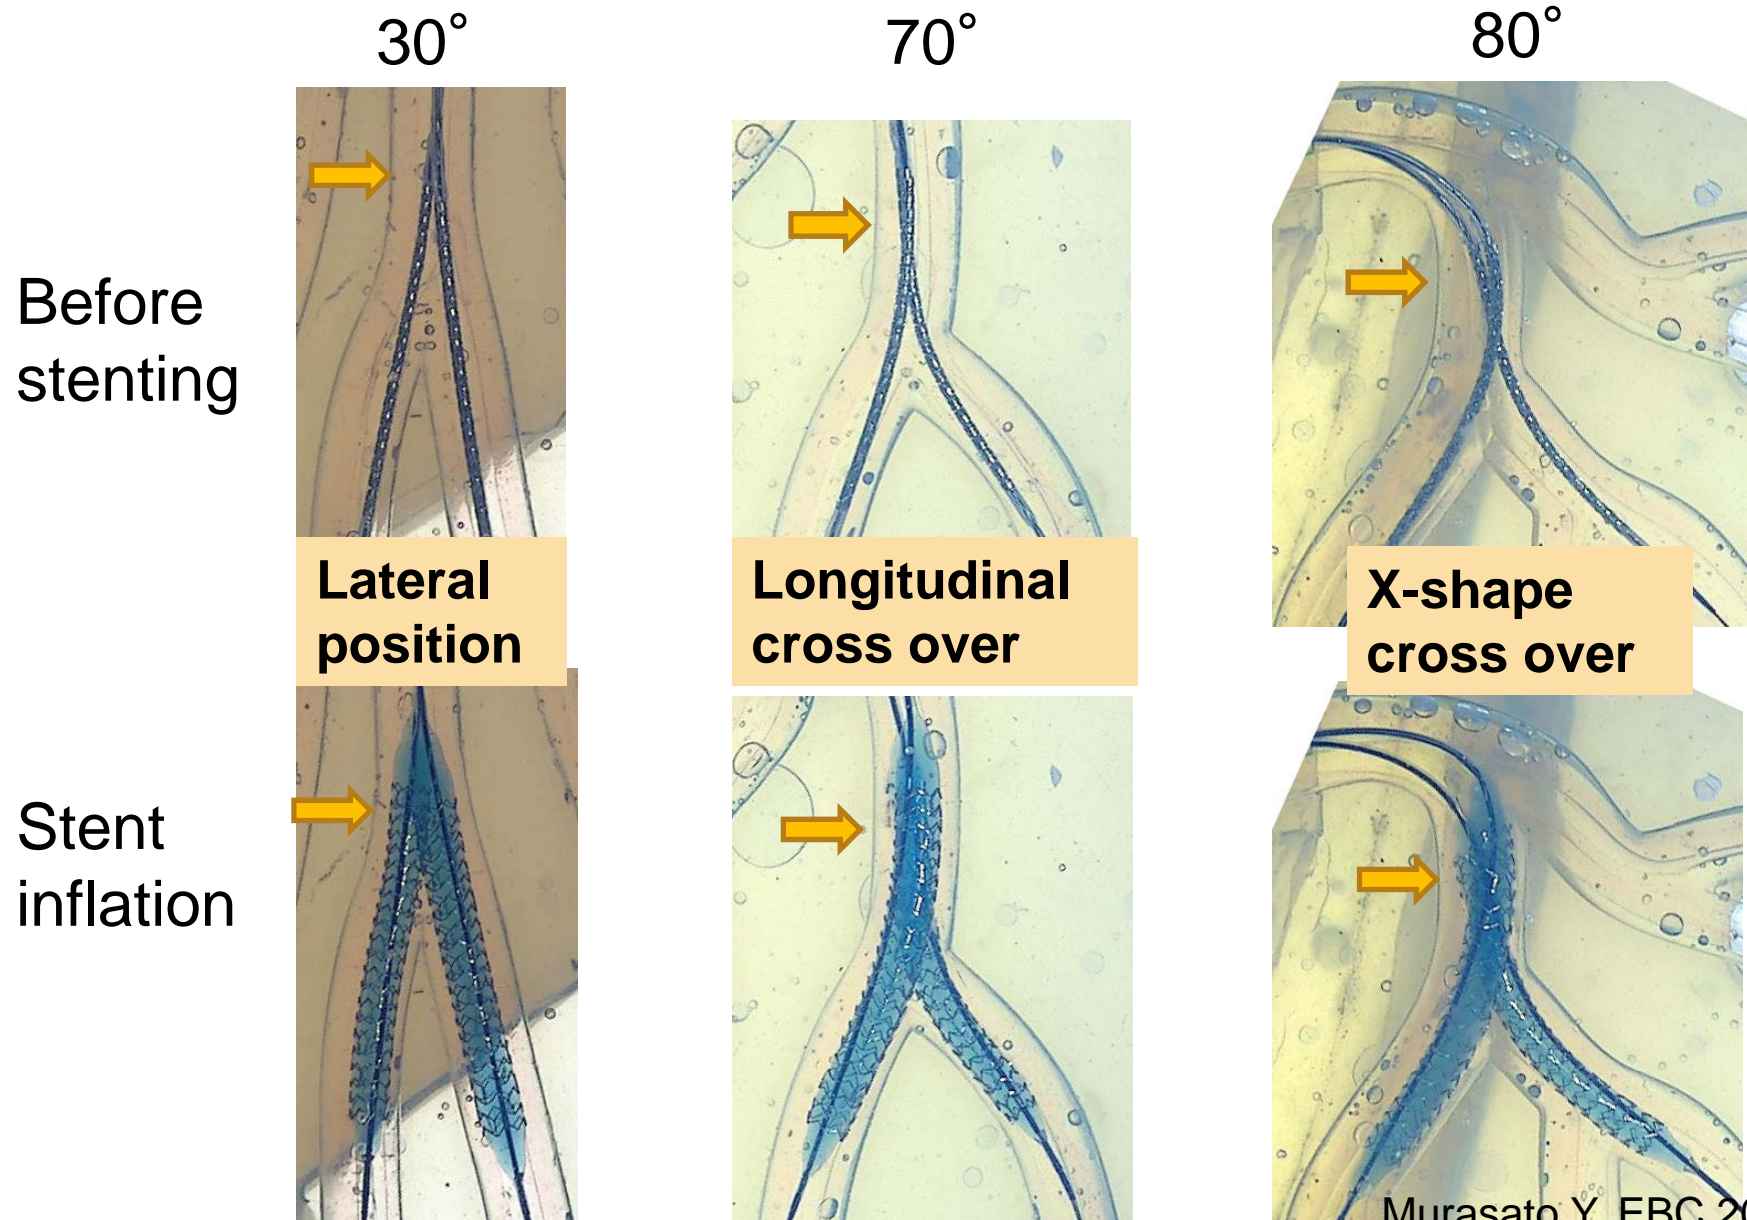 30°
70°
80°
Before
stenting
Lateral
position
Longitudinal
cross over
X-shape
cross over
Stent
inflation
Murasato Y, EBC